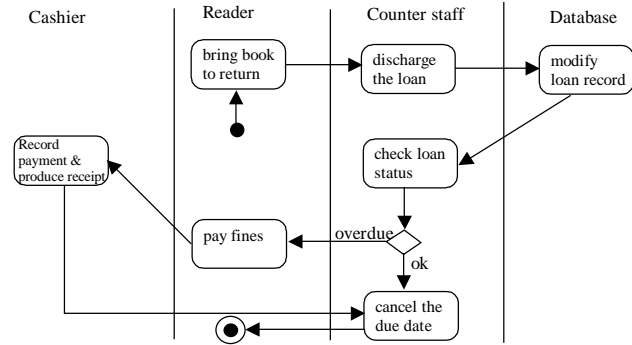 Cashier
Reader
Counter staff
Database
bring book
to return
discharge
the loan
modify
loan record
Record
payment &
produce receipt
check loan
status
pay fines
overdue
ok
cancel the
due date